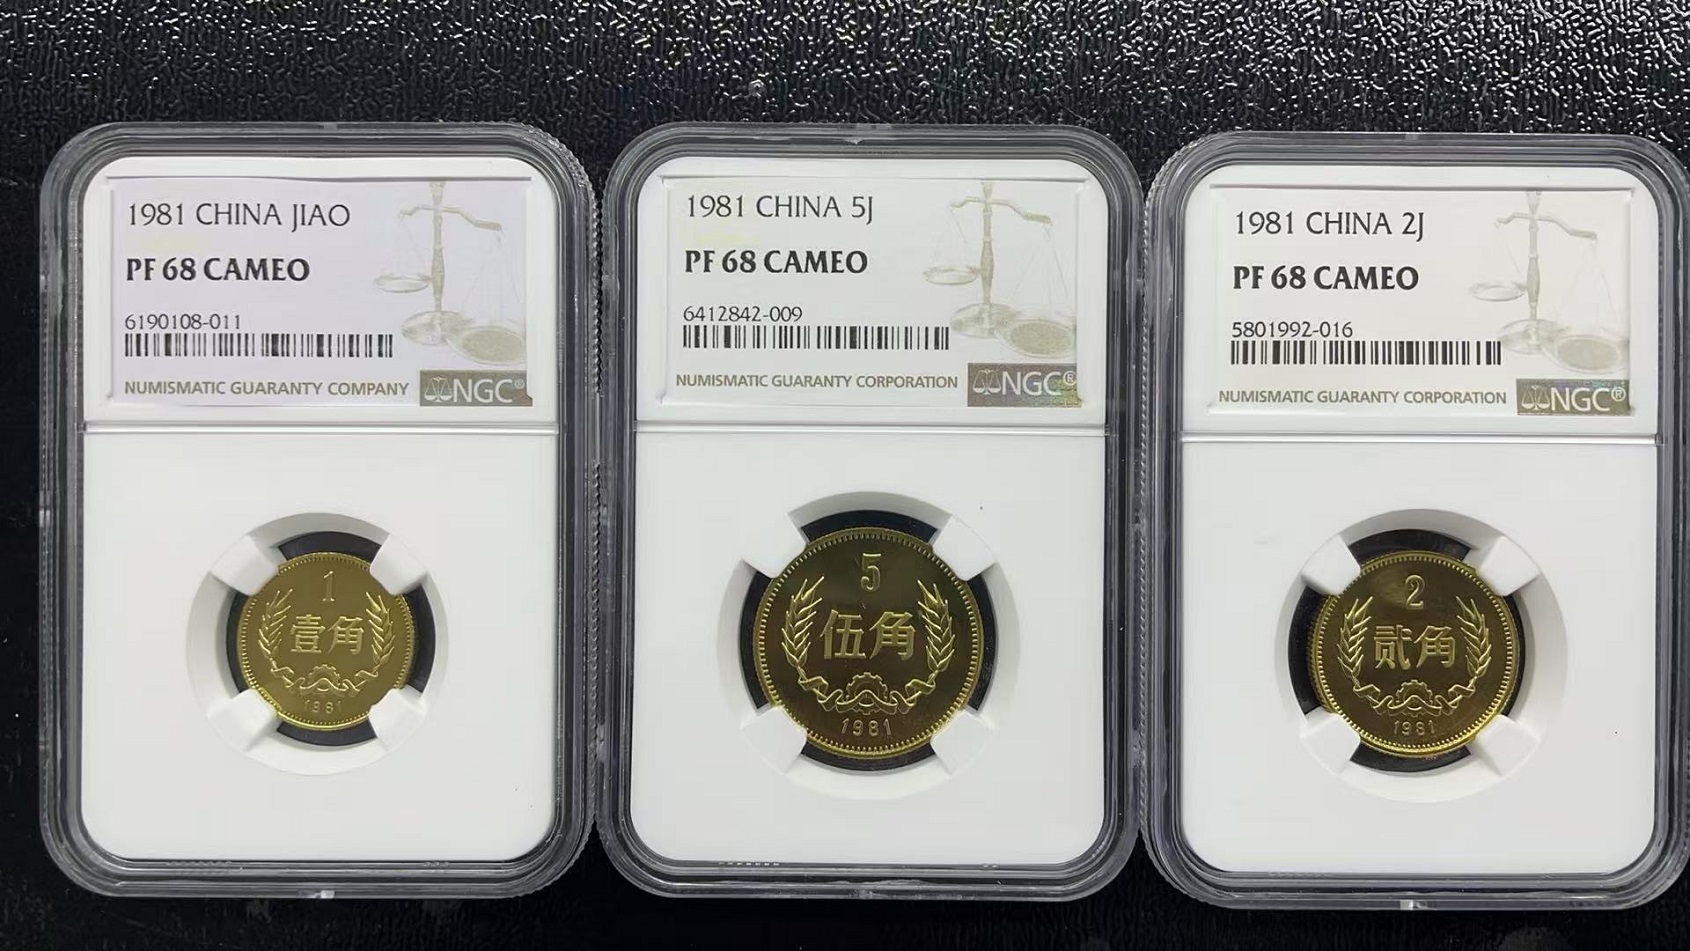 1981 CHINA JIAO
PF 68 CAMEO
6190108-011
NUMISMATIC GUARANTY COMPANY
NGC®
1
壹角
1981
1981 CHINA 5J
PF 68 CAMEO
6412842-009
NUMISMATIC GUARANTY CORPORATION
NGC®
5
伍角
1981
1981 CHINA 2J
PF 68 CAMEO
5801992-016
NUMISMATIC GUARANTY CORPORATION
NGC®
2
贰角
1981